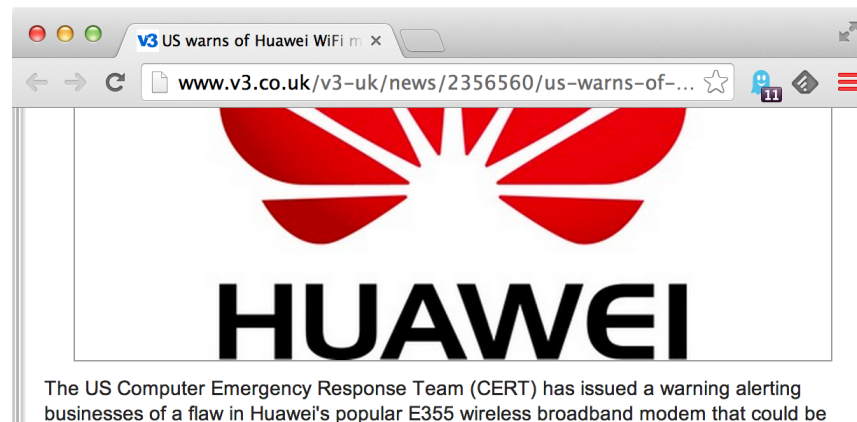 V3 US warns of Huawei WiFi m
www.v3.co.uk/v3-uk/news/2356560/us-warns-of-...
11
HUAWEI
The US Computer Emergency Response Team (CERT) has issued a warning alerting
businesses of a flaw in Huawei's popular E355 wireless broadband modem that could be